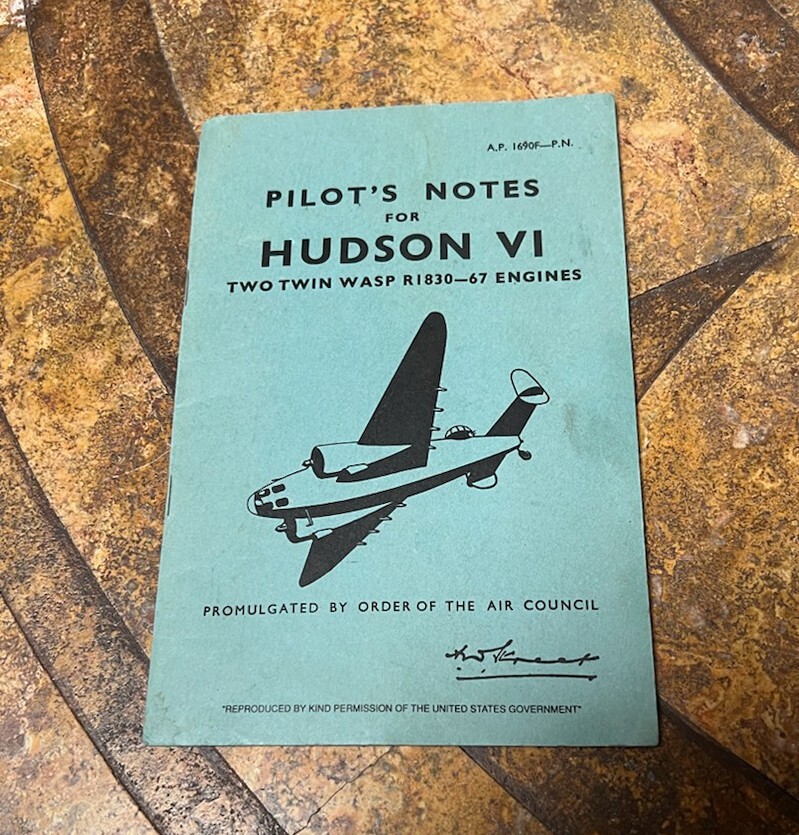 A.P. 1690F—P.N.
PILOT'S NOTES
FOR
HUDSON VI
TWO TWIN WASP R1830—67 ENGINES
PROMULGATED BY ORDER OF THE AIR COUNCIL
"REPRODUCED BY KIND PERMISSION OF THE UNITED STATES GOVERNMENT"